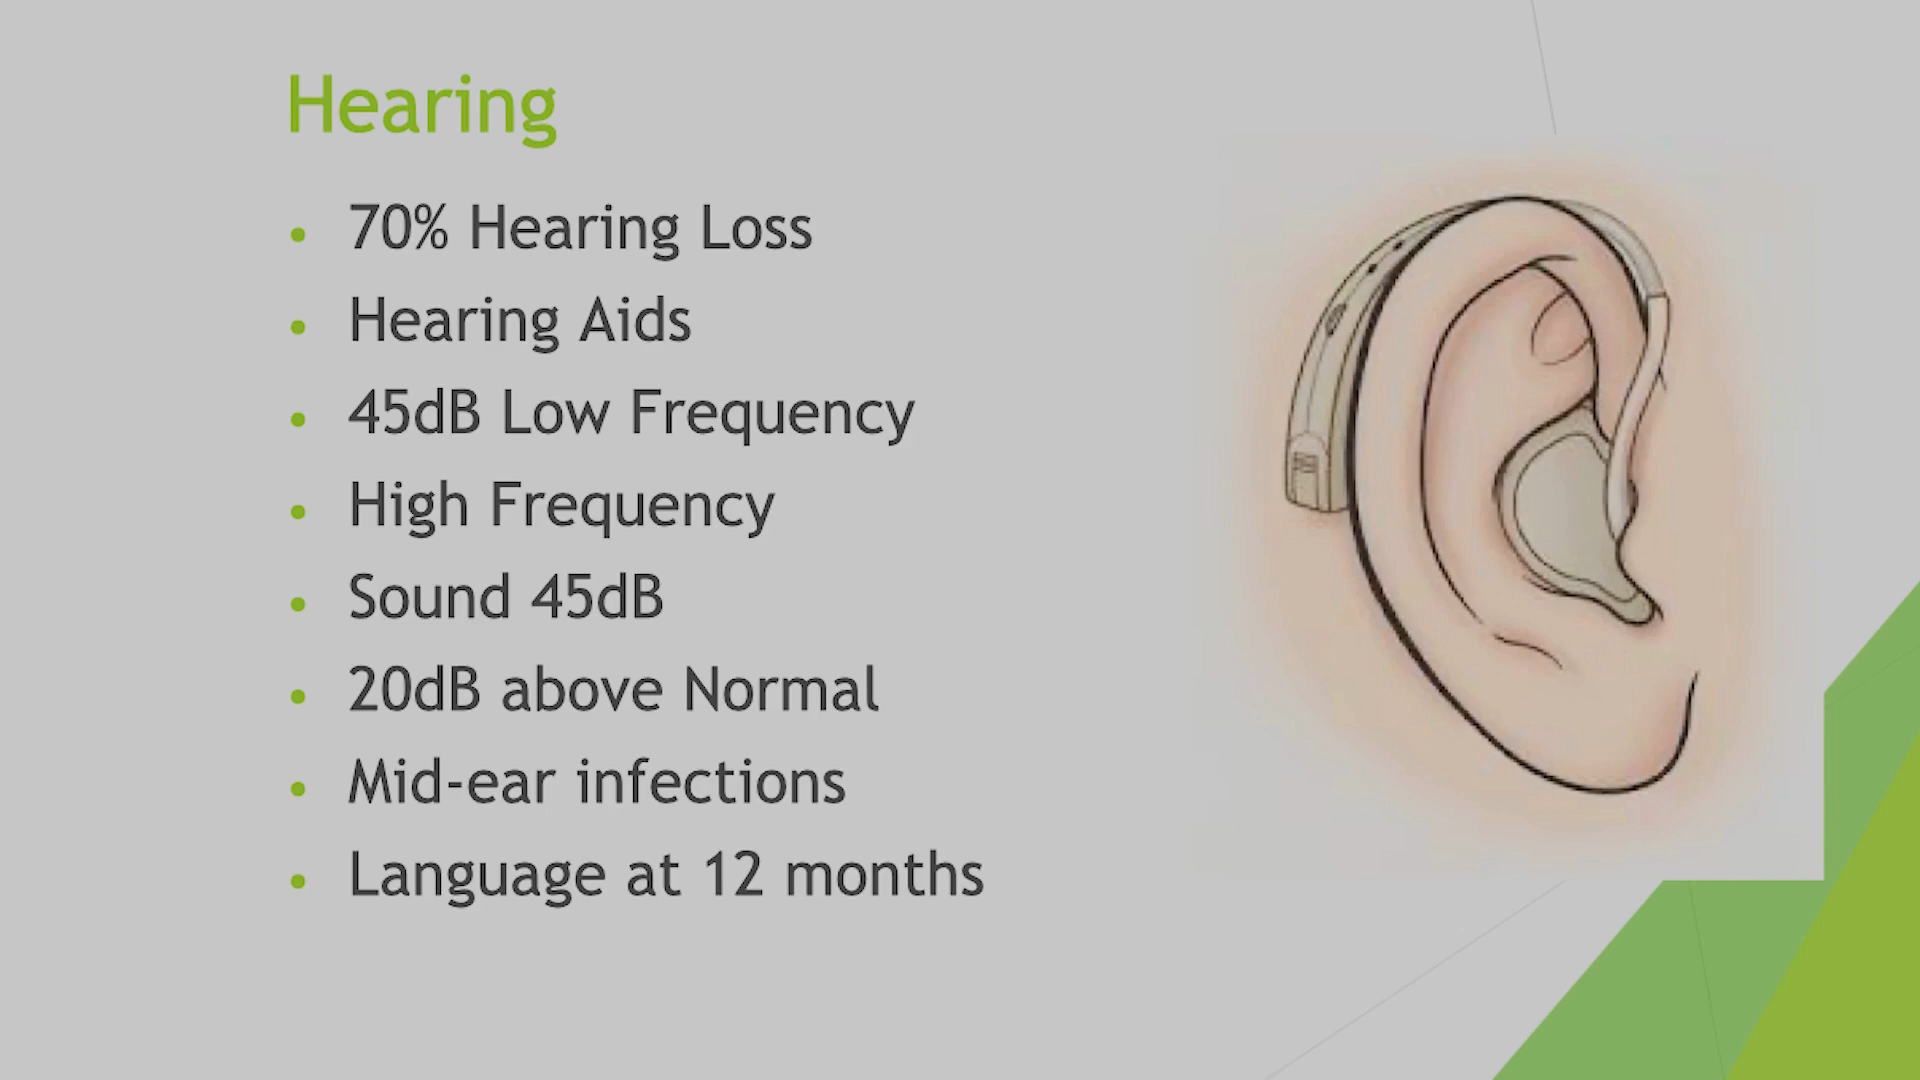 Hearing
70% Hearing Loss
Hearing Aids
45dB Low Frequency
High Frequency
Sound 45dB
20dB above Normal
Mid-ear infections
Language at 12 months